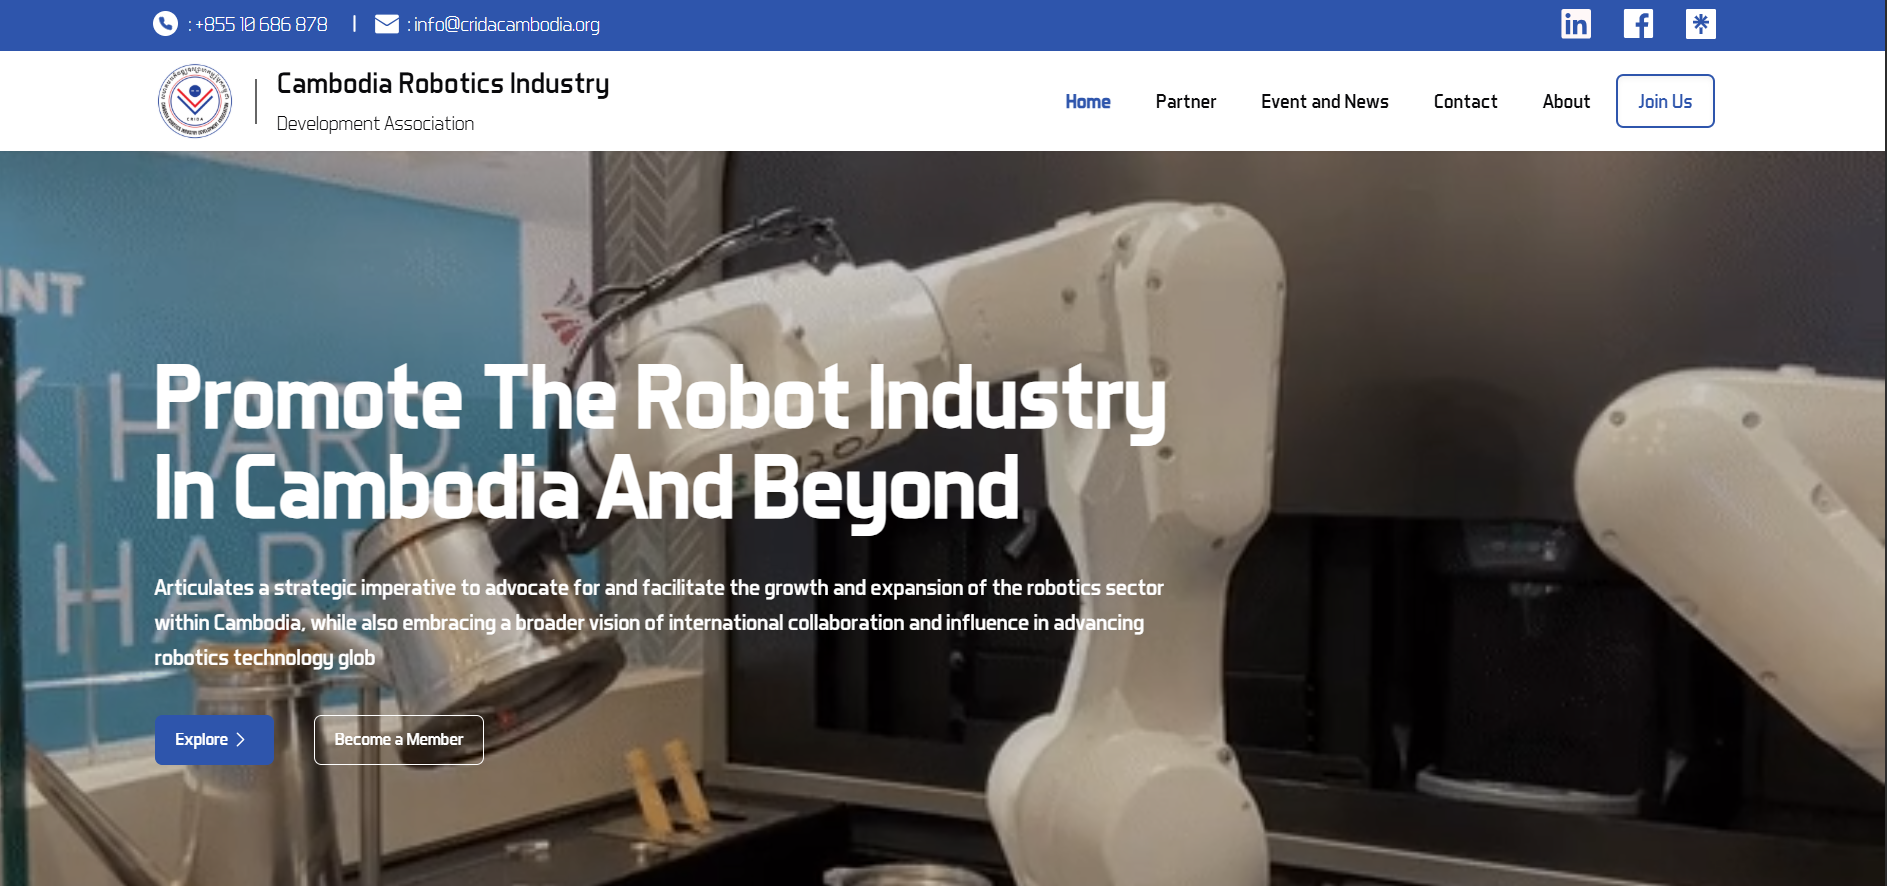 : +855 10 686 878
: info@cridacambodia.org
CRIDA
Cambodia Robotics Industry
Development Association
Home
Partner
Event and News
Contact
About
Join Us
INT
K HARD
HARD
Promote The Robot Industry
In Cambodia And Beyond
Articulates a strategic imperative to advocate for and facilitate the growth and expansion of the robotics sector
within Cambodia, while also embracing a broader vision of international collaboration and influence in advancing
robotics technology glob
Explore
Become a Member